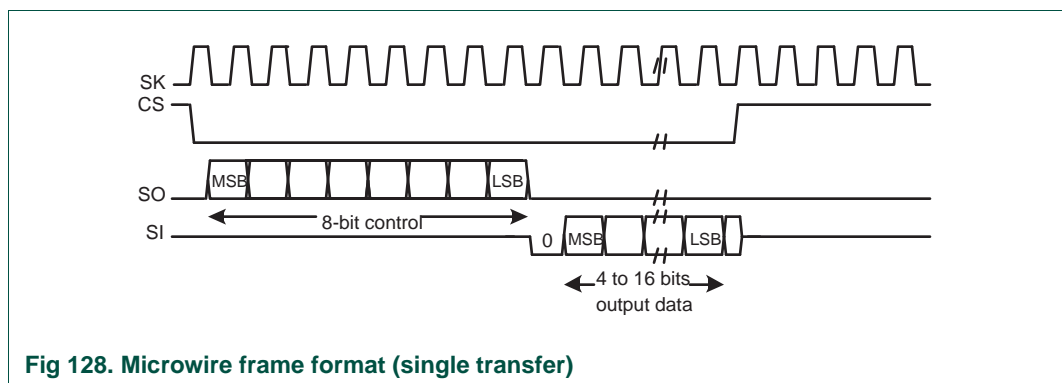 SK
CS
SO
MSB
LSB
8-bit control
SI
0
MSB
LSB
4 to 16 bits
output data
Fig 128. Microwire frame format (single transfer)